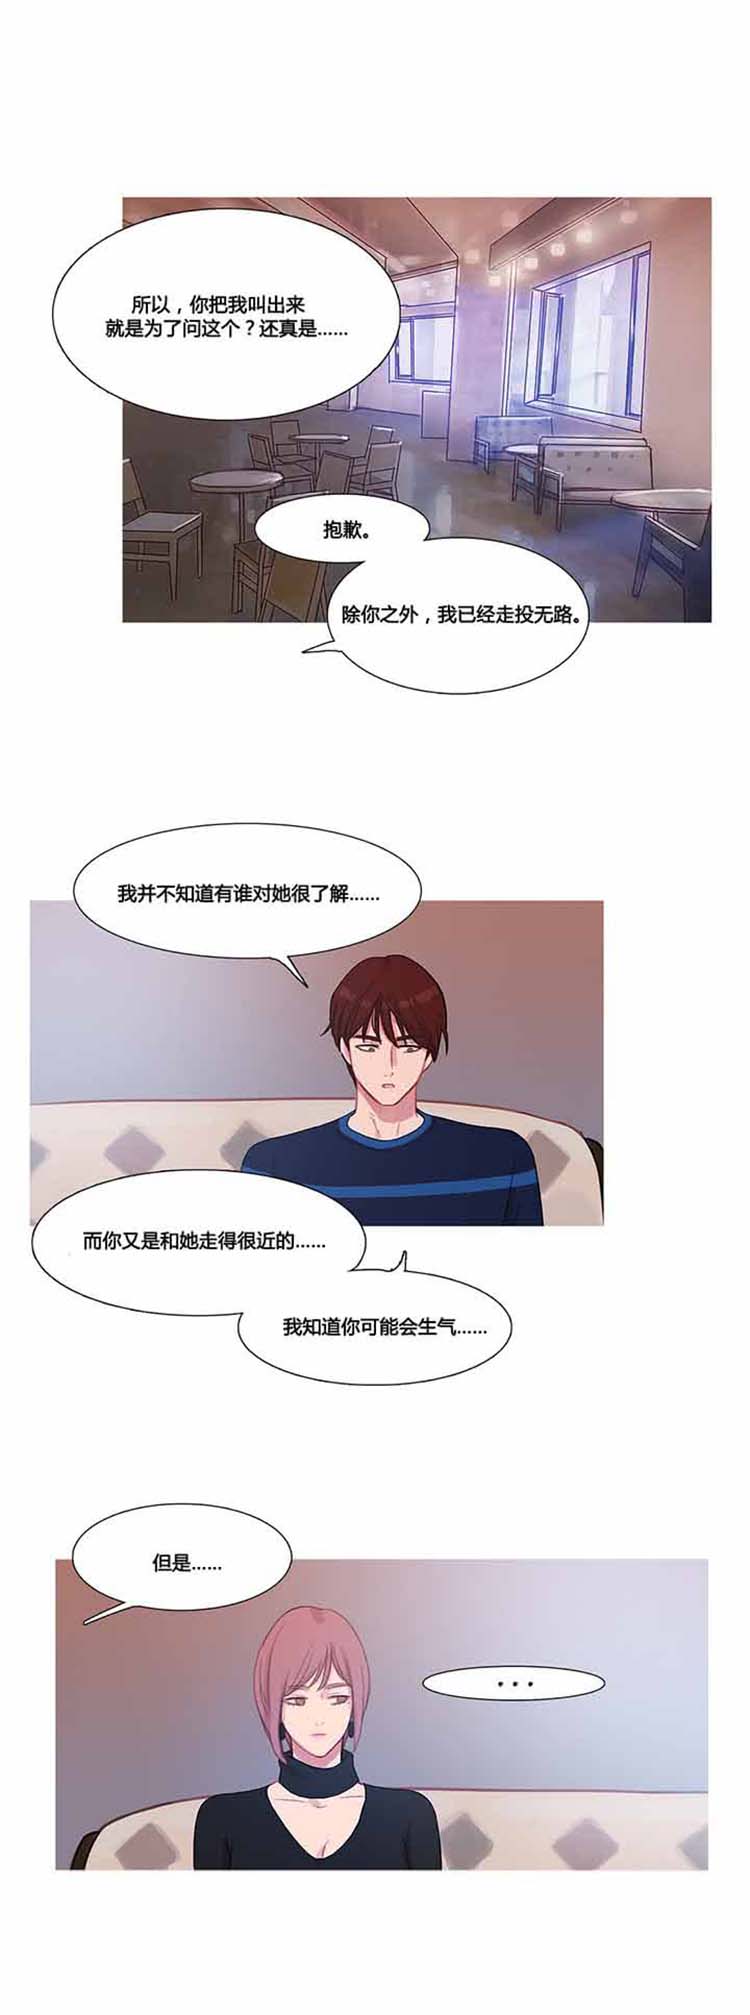 所以，你把我叫出来
就是为了问这个？还真是……
抱歉。
除你之外，我已经走投无路。
我并不知道有谁对她很了解……
而你又是和她走得很近的……
我知道你可能会生气……
但是……
• • •